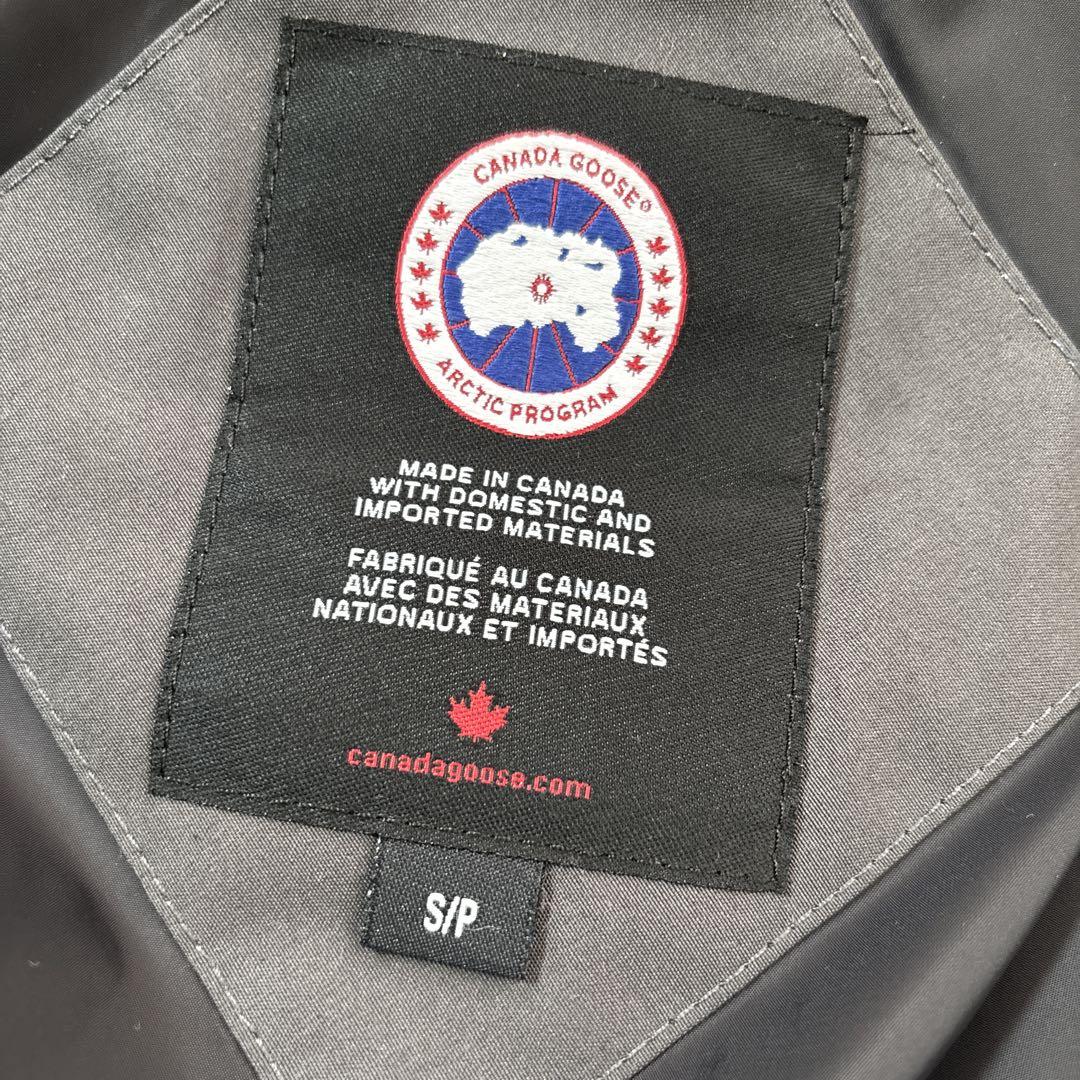 CANADA GOOSE®
ARCTIC PROGRAM
MADE IN CANADA
WITH DOMESTIC AND
IMPORTED MATERIALS
FABRIQUÉ AU CANADA
AVEC DES MATERIAUX
NATIONAUX ET IMPORTÉS
canadagoose.com
S/P